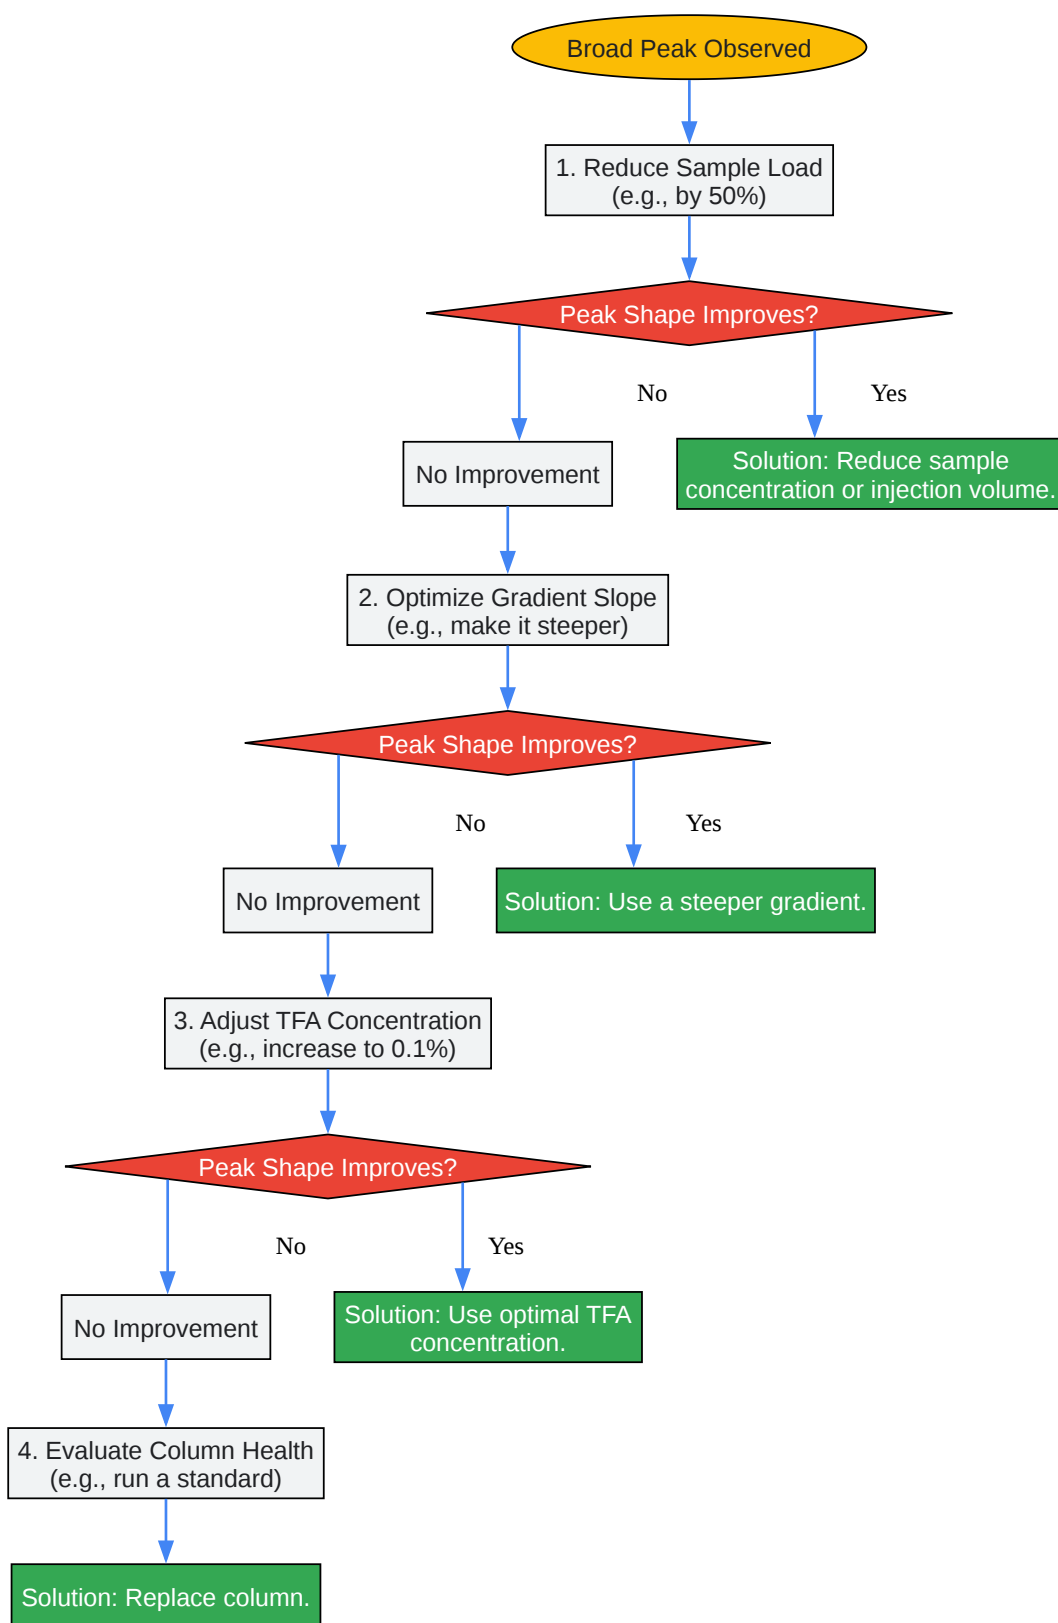 Broad Peak Observed
1. Reduce Sample Load
(e.g., by 50%)
Peak Shape Improves?
No
Yes
No Improvement
Solution: Reduce sample
concentration or injection volume.
2. Optimize Gradient Slope
(e.g., make it steeper)
Peak Shape Improves?
No
Yes
No Improvement
Solution: Use a steeper gradient.
3. Adjust TFA Concentration
(e.g., increase to 0.1%)
Peak Shape Improves?
No
Yes
No Improvement
Solution: Use optimal TFA
concentration.
4. Evaluate Column Health
(e.g., run a standard)
Solution: Replace column.